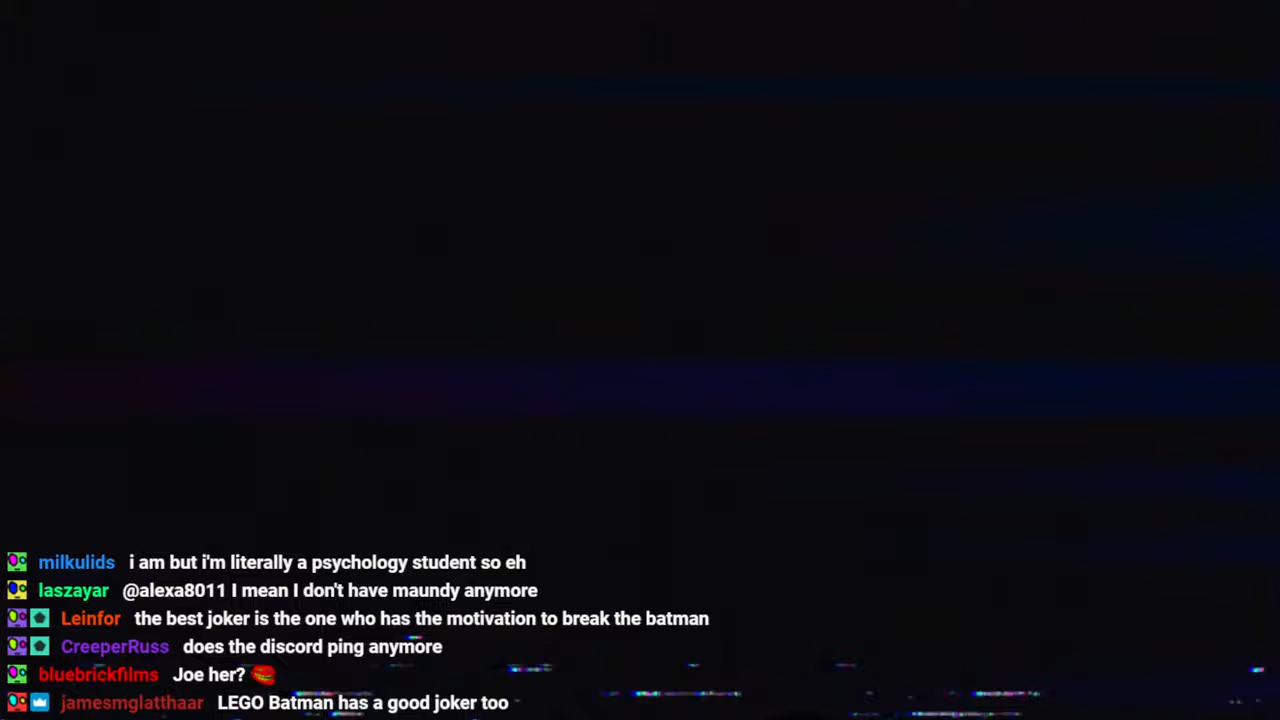 milkulids i am but i'm literally a psychology student so eh
laszayar @alexa8011 I mean I don't have maundy anymore
Leinfor the best joker is the one who has the motivation to break the batman
CreeperRuss does the discord ping anymore
bluebrickfilms Joe her?
jamesmglatthaar LEGO Batman has a good joker too